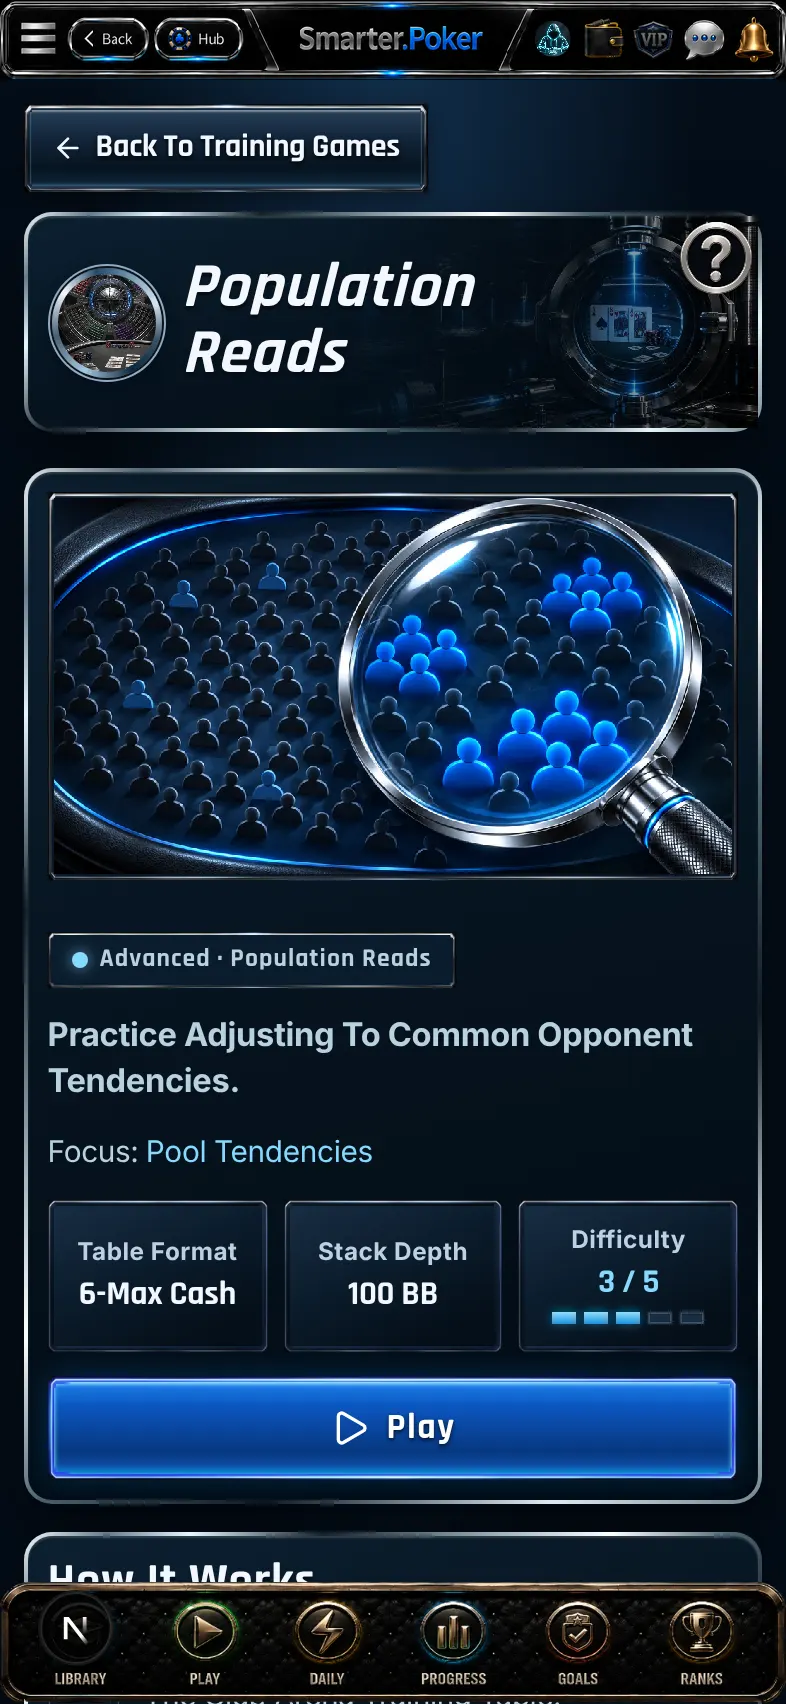 Back
Hub
Smarter.Poker
VIP
Back To Training Games
Population
Reads
?
Advanced · Population Reads
Practice Adjusting To Common Opponent
Tendencies.
Focus: Pool Tendencies
Table Format
6-Max Cash
Stack Depth
100 BB
Difficulty
3 / 5
Play
How It Works
N
LIBRARY
PLAY
DAILY
PROGRESS
GOALS
RANKS